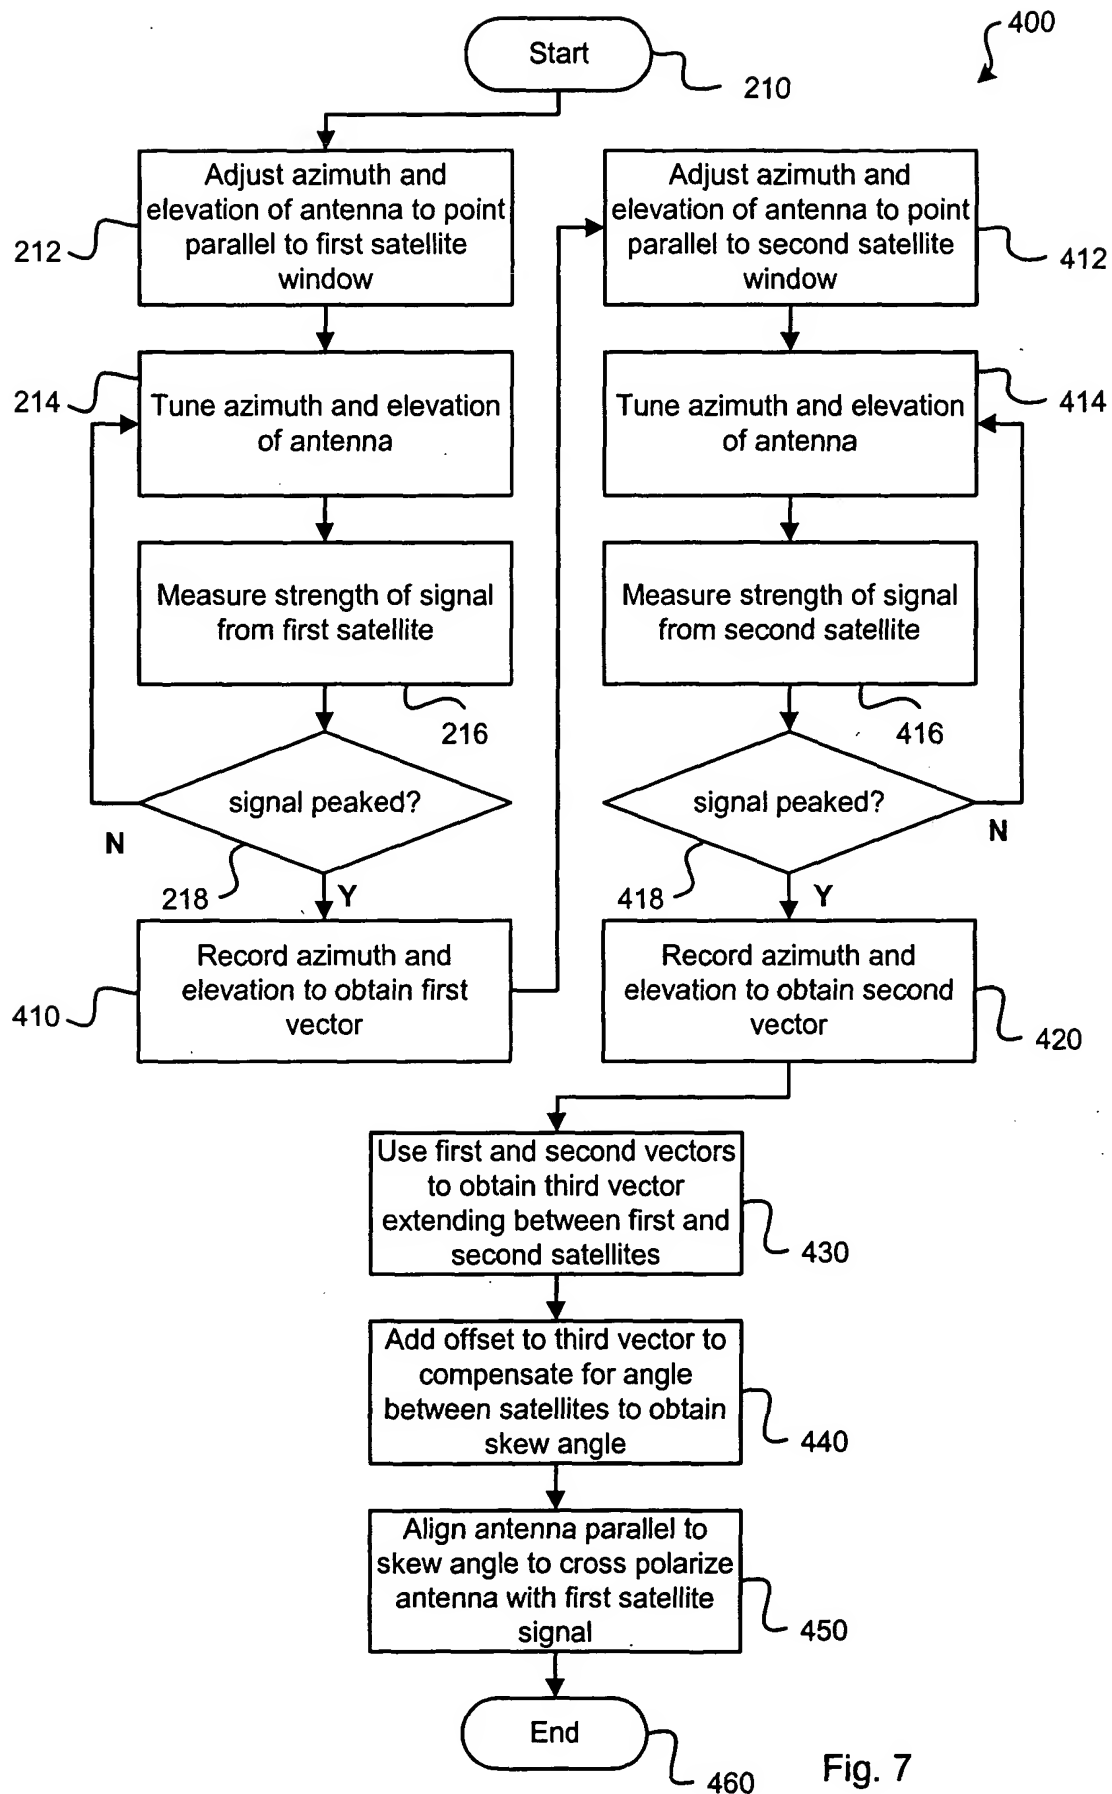 400
Start
210
Adjust azimuth and
elevation of antenna to point
parallel to first satellite
window
212
Tune azimuth and elevation
of antenna
214
Measure strength of signal
from first satellite
216
signal peaked?
N
218
Y
Record azimuth and
elevation to obtain first
vector
410
Adjust azimuth and
elevation of antenna to point
parallel to second satellite
window
412
Tune azimuth and elevation
of antenna
414
Measure strength of signal
from second satellite
416
signal peaked?
N
418
Y
Record azimuth and
elevation to obtain second
vector
420
Use first and second vectors
to obtain third vector
extending between first and
second satellites
430
Add offset to third vector to
compensate for angle
between satellites to obtain
skew angle
440
Align antenna parallel to
skew angle to cross polarize
antenna with first satellite
signal
450
End
460
Fig. 7